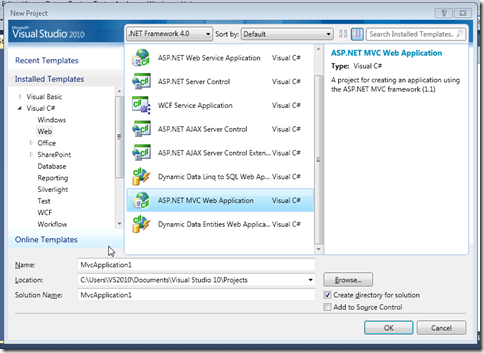 New Project
Microsoft
Visual Studio 2010
.NET Framework 4.0
Sort by: Default
Search Installed Templates
Recent Templates
Installed Templates
Visual Basic
Visual C#
Windows
Web
Office
SharePoint
Database
Reporting
Silverlight
Test
WCF
Workflow
Online Templates
ASP.NET Web Service Application Visual C#
ASP.NET Server Control Visual C#
WCF Service Application Visual C#
ASP.NET AJAX Server Control Visual C#
ASP.NET AJAX Server Control Exten... Visual C#
Dynamic Data Linq to SQL Web Ap... Visual C#
ASP.NET MVC Web Application Visual C#
Dynamic Data Entities Web Applica... Visual C#
ASP.NET MVC Web Application
Type: Visual C#
A project for creating an application using
the ASP.NET MVC framework (1.1)
Name: MvcApplication1
Location: C:\Users\VS2010\Documents\Visual Studio 10\Projects
Browse...
Solution Name: MvcApplication1
Create directory for solution
Add to Source Control
OK
Cancel